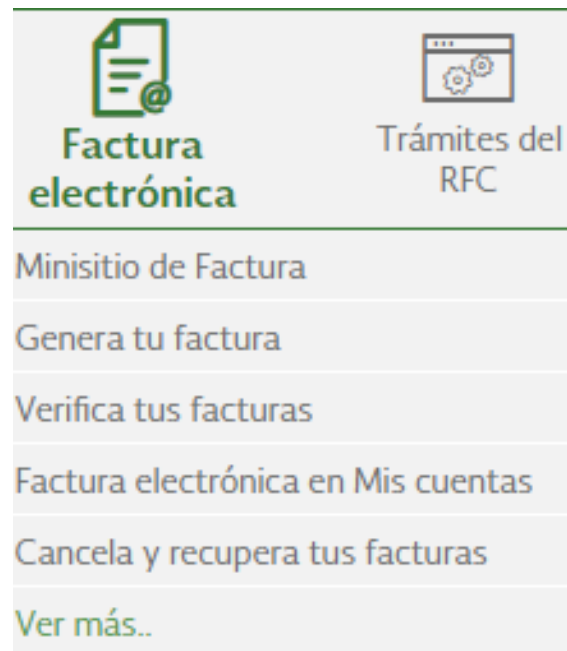 Factura
electrónica
Trámites del
RFC
Minisitio de Factura
Genera tu factura
Verifica tus facturas
Factura electrónica en Mis cuentas
Cancela y recupera tus facturas
Ver más..